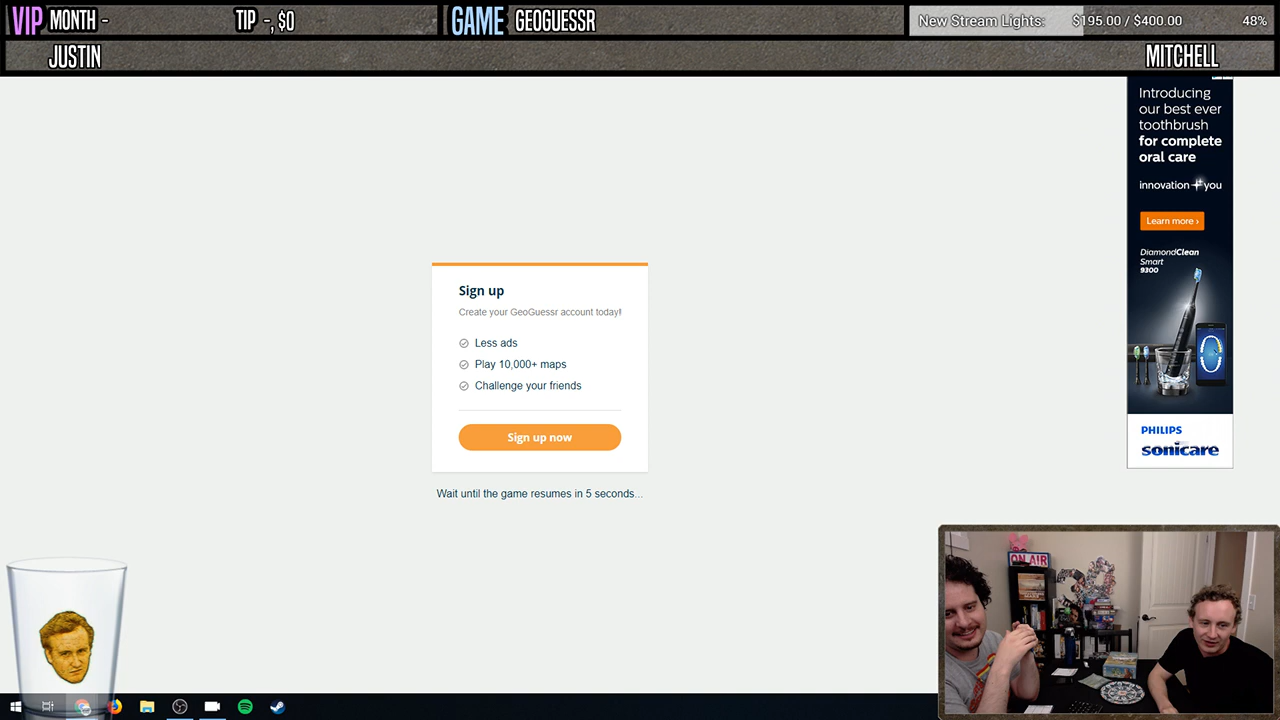 VIP MONTH -
TIP -, $0
GAME GEOGUESSR
New Stream Lights:
$195.00 / $400.00
48%
JUSTIN
MITCHELL
Introducing
our best ever
toothbrush
for complete
oral care
innovation you
Learn more ›
DiamondClean
Smart
9300
PHILIPS
sonicare
Sign up
Create your GeoGuessr account today!
Less ads
Play 10,000+ maps
Challenge your friends
Sign up now
Wait until the game resumes in 5 seconds...
ON AIR